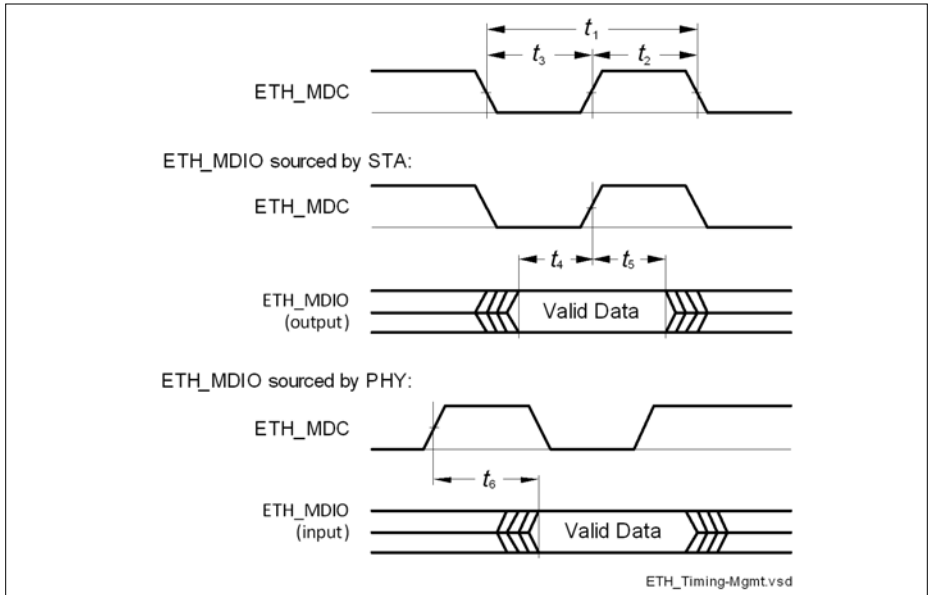 t1
t3 t2
ETH_MDC
ETH_MDIO sourced by STA:
ETH_MDC
t4 t5
ETH_MDIO
(output)
Valid Data
ETH_MDIO sourced by PHY:
ETH_MDC
t6
ETH_MDIO
(input)
Valid Data
ETH_Timing-Mgmt.vsd